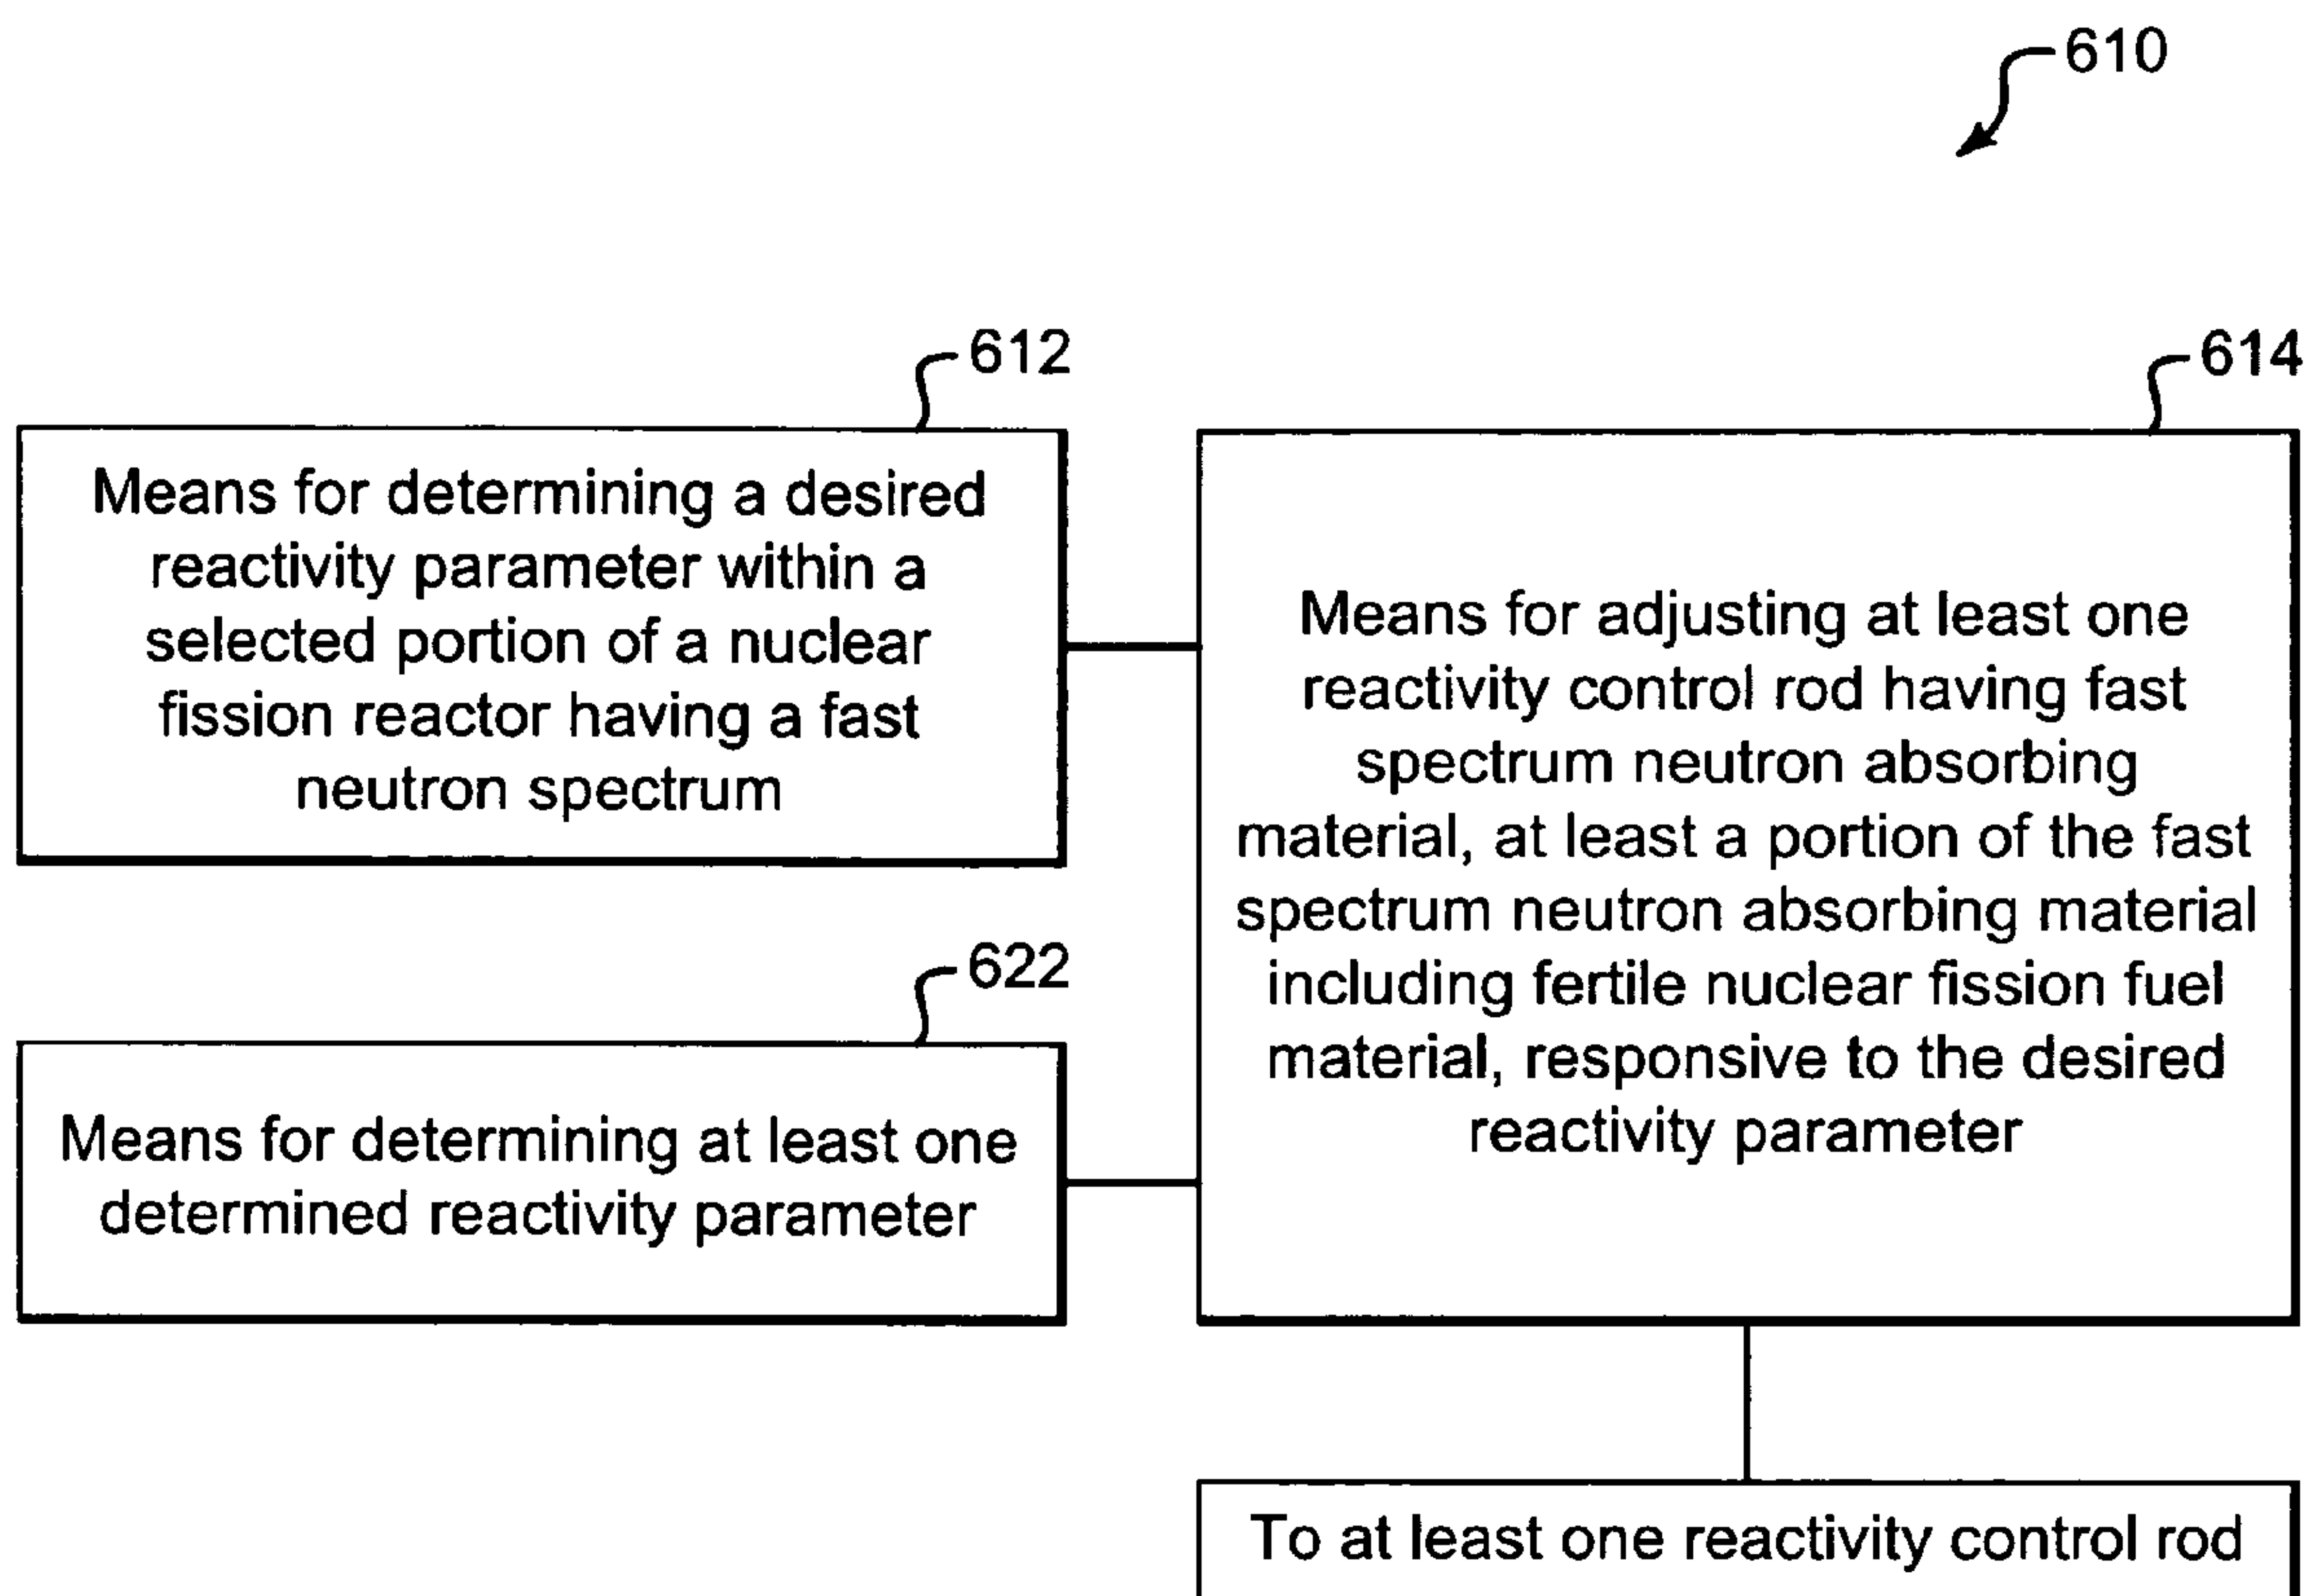 610
612
Means for determining a desired
reactivity parameter within a
selected portion of a nuclear
fission reactor having a fast
neutron spectrum
614
Means for adjusting at least one
reactivity control rod having fast
spectrum neutron absorbing
material, at least a portion of the fast
spectrum neutron absorbing material
including fertile nuclear fission fuel
material, responsive to the desired
reactivity parameter
622
Means for determining at least one
determined reactivity parameter
To at least one reactivity control rod